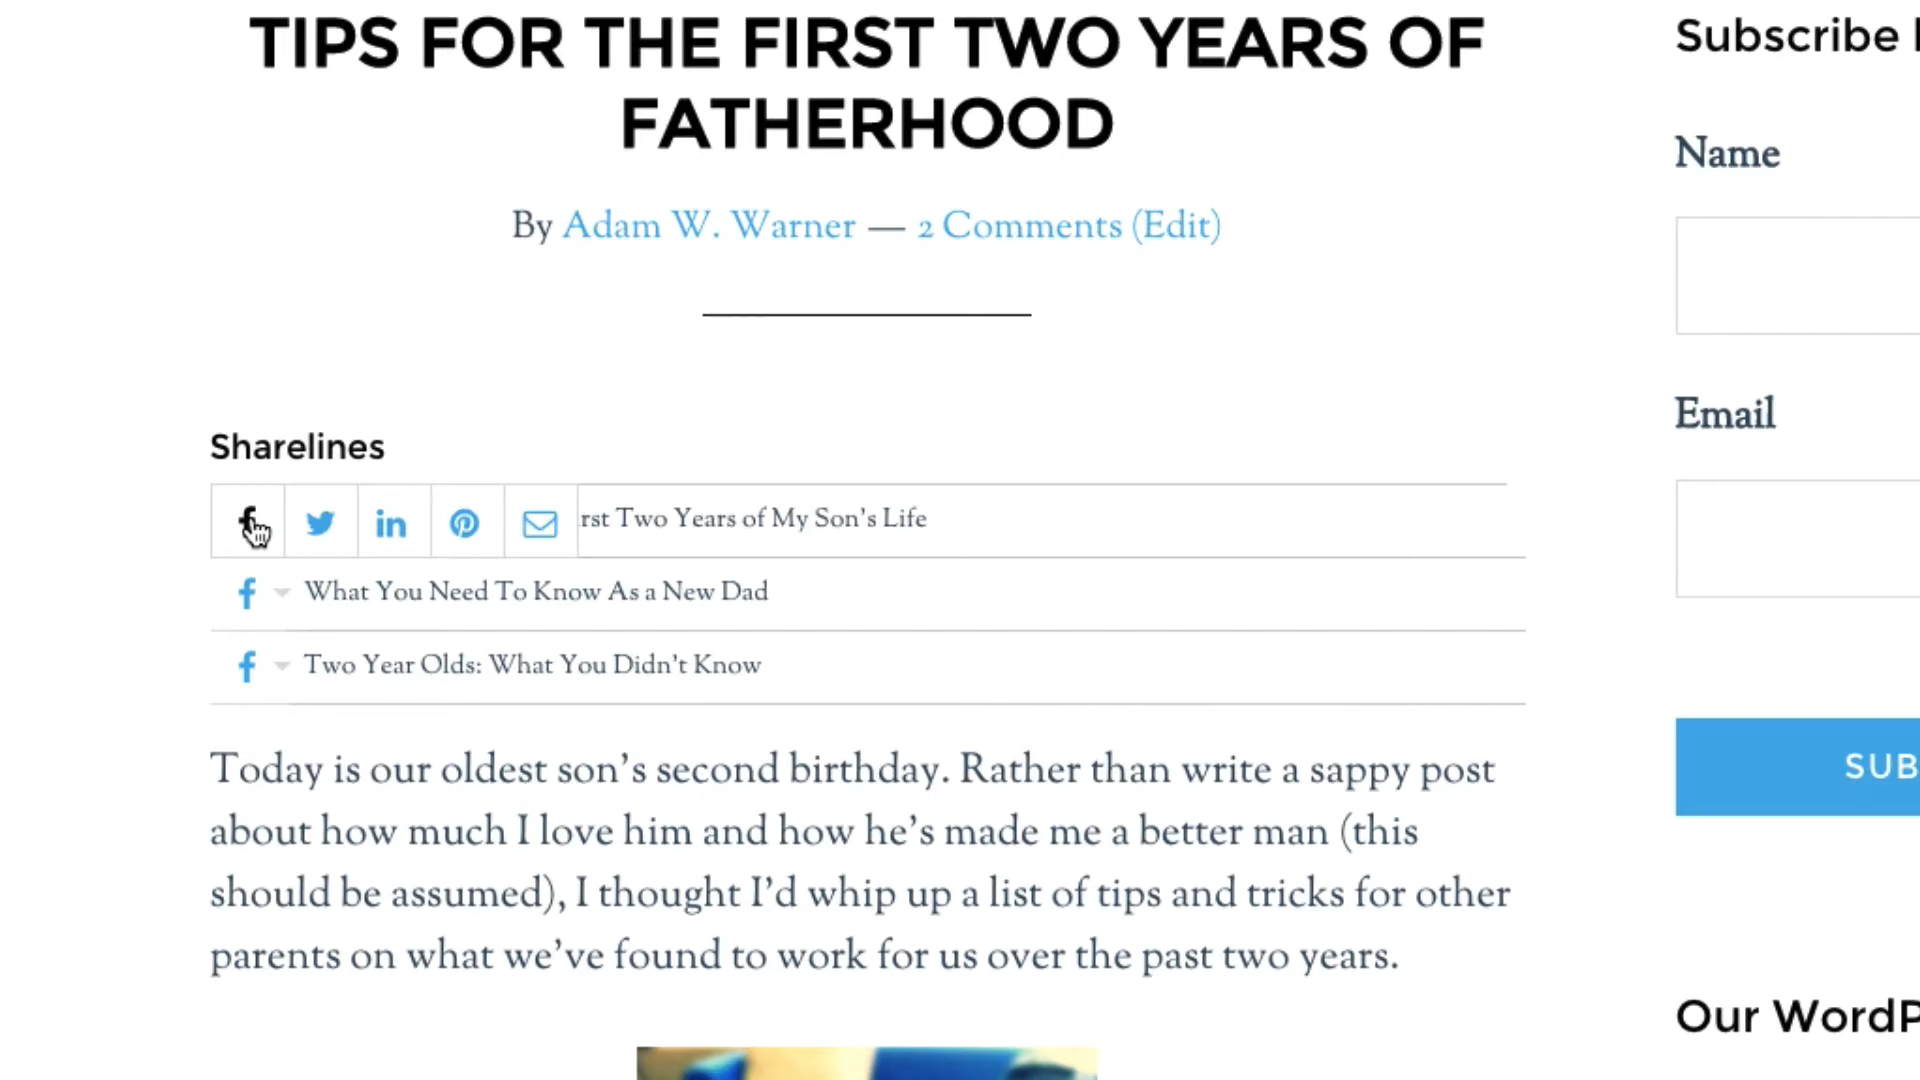 TIPS FOR THE FIRST TWO YEARS OF
FATHERHOOD
By Adam W. Warner — 2 Comments (Edit)
Sharelines
Two Years of My Son's Life
What You Need To Know As a New Dad
Two Year Olds: What You Didn't Know
Today is our oldest son's second birthday. Rather than write a sappy post
about how much I love him and how he's made me a better man (this
should be assumed), I thought I'd whip up a list of tips and tricks for other
parents on what we've found to work for us over the past two years.
Subscribe
Name
Email
SUB
Our WordP